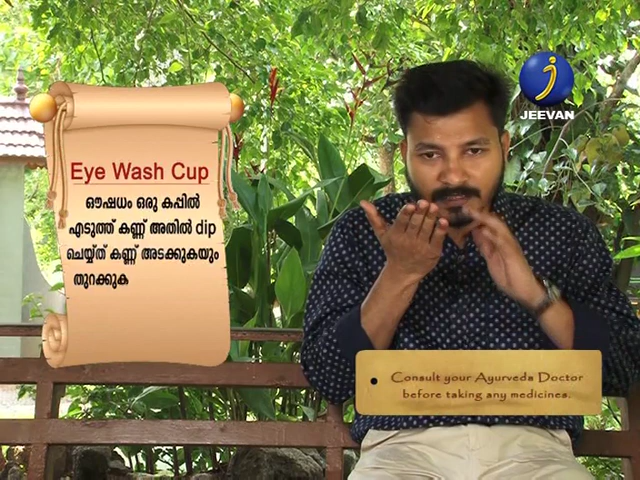 JEEVAN
Eye Wash Cup
ഔഷധം ഒരു കപ്പിൽ
എടുത്ത് കണ്ണ് അതിൽ dip
ചെയ്ത് കണ്ണ് അടക്കുകയും
തുറക്കുക
• Consult your Ayurveda Doctor
before taking any medicines.